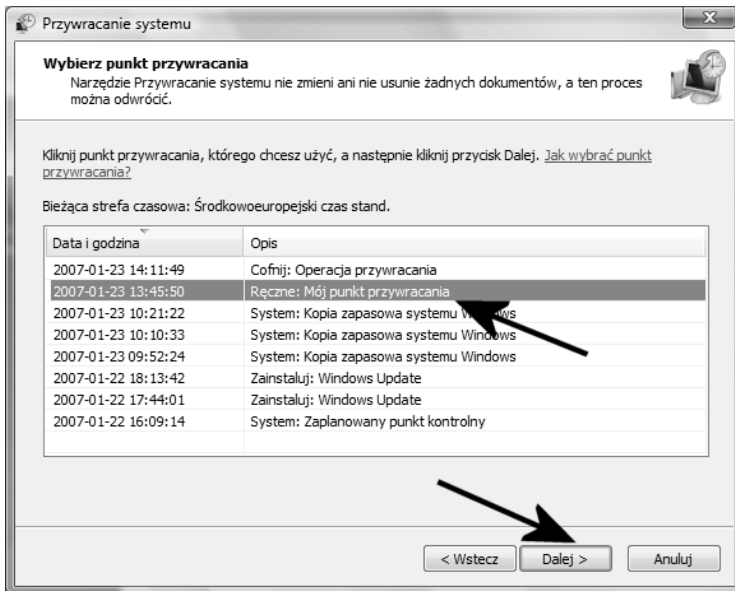 Przywracanie systemu
Wybierz punkt przywracania
Narzędzie Przywracanie systemu nie zmieni ani nie usunie żadnych dokumentów, a ten proces
można odwrócić.
Kliknij punkt przywracania, którego chcesz użyć, a następnie kliknij przycisk Dalej. Jak wybrać punkt
przywracania?
Bieżąca strefa czasowa: Środkowoeuropejski czas stand.
Data i godzina Opis
2007-01-23 14:11:49 Cofnij: Operacja przywracania
2007-01-23 13:45:50 Ręczne: Mój punkt przywracania
2007-01-23 10:21:22 System: Kopia zapasowa systemu Windows
2007-01-23 10:10:33 System: Kopia zapasowa systemu Windows
2007-01-23 09:52:24 System: Kopia zapasowa systemu Windows
2007-01-22 18:13:42 Zainstaluj: Windows Update
2007-01-22 17:44:01 Zainstaluj: Windows Update
2007-01-22 16:09:14 System: Zaplanowany punkt kontrolny
< Wstecz Dalej > Anuluj